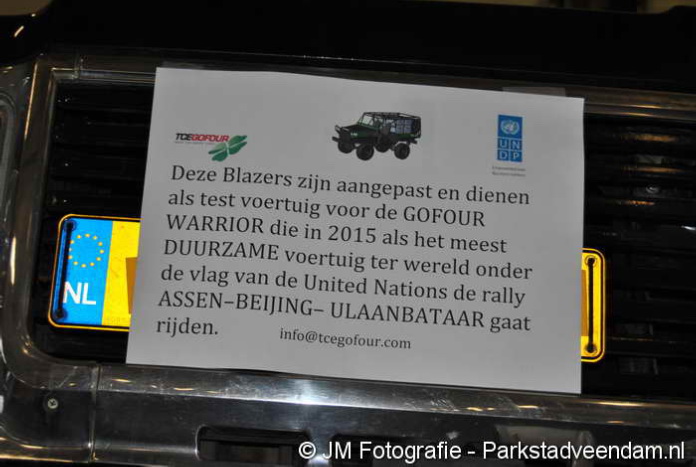 TCEGOFOUR
UN
DP
Deze Blazers zijn aangepast en dienen
als test voertuig voor de GOFOUR
WARRIOR die in 2015 als het meest
DUURZAME voertuig ter wereld onder
de vlag van de United Nations de rally
ASSEN–BEIJING– ULAANBATAAR gaat
rijden.
info@tcegofour.com
NL
© JM Fotografie - Parkstadveendam.nl